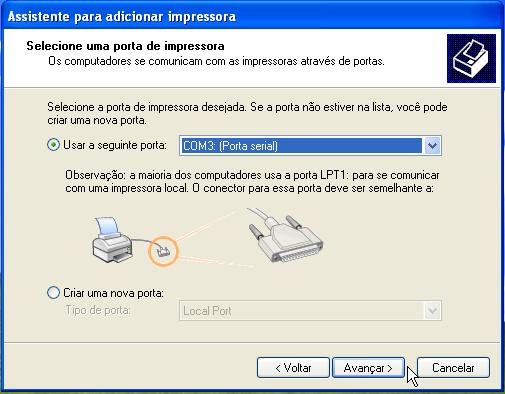 Assistente para adicionar impressora
Selecione uma porta de impressora
Os computadores se comunicam com as impressoras através de portas.
Selecione a porta de impressora desejada. Se a porta não estiver na lista, você pode
criar uma nova porta.
Usar a seguinte porta: COM3: (Porta serial)
Observação: a maioria dos computadores usa a porta LPT1: para se comunicar
com uma impressora local. O conector para essa porta deve ser semelhante a:
Criar uma nova porta:
Tipo de porta: Local Port
< Voltar Avançar > Cancelar